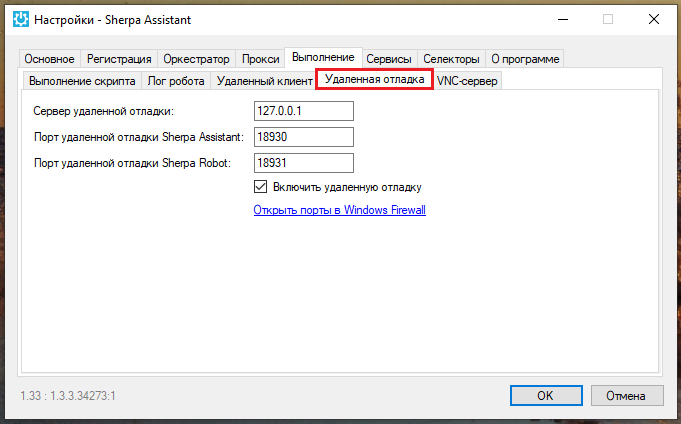 Настройки - Sherpa Assistant
Основное Регистрация Оркестратор Прокси Выполнение Сервисы Селекторы О программе
Выполнение скрипта Лог робота Удаленный клиент Удаленная отладка VNC-сервер
Сервер удаленной отладки: 127.0.0.1
Порт удаленной отладки Sherpa Assistant: 18930
Порт удаленной отладки Sherpa Robot: 18931
Включить удаленную отладку
Открыть порты в Windows Firewall
1.33 : 1.3.3.34273:1 OK Отмена